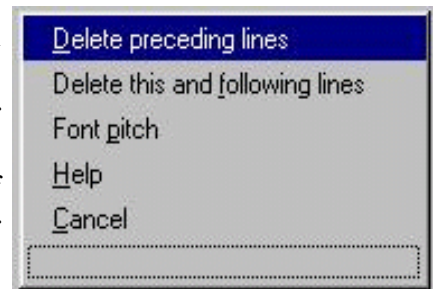 Delete preceding lines
Delete this and following lines
Font pitch
Help
Cancel